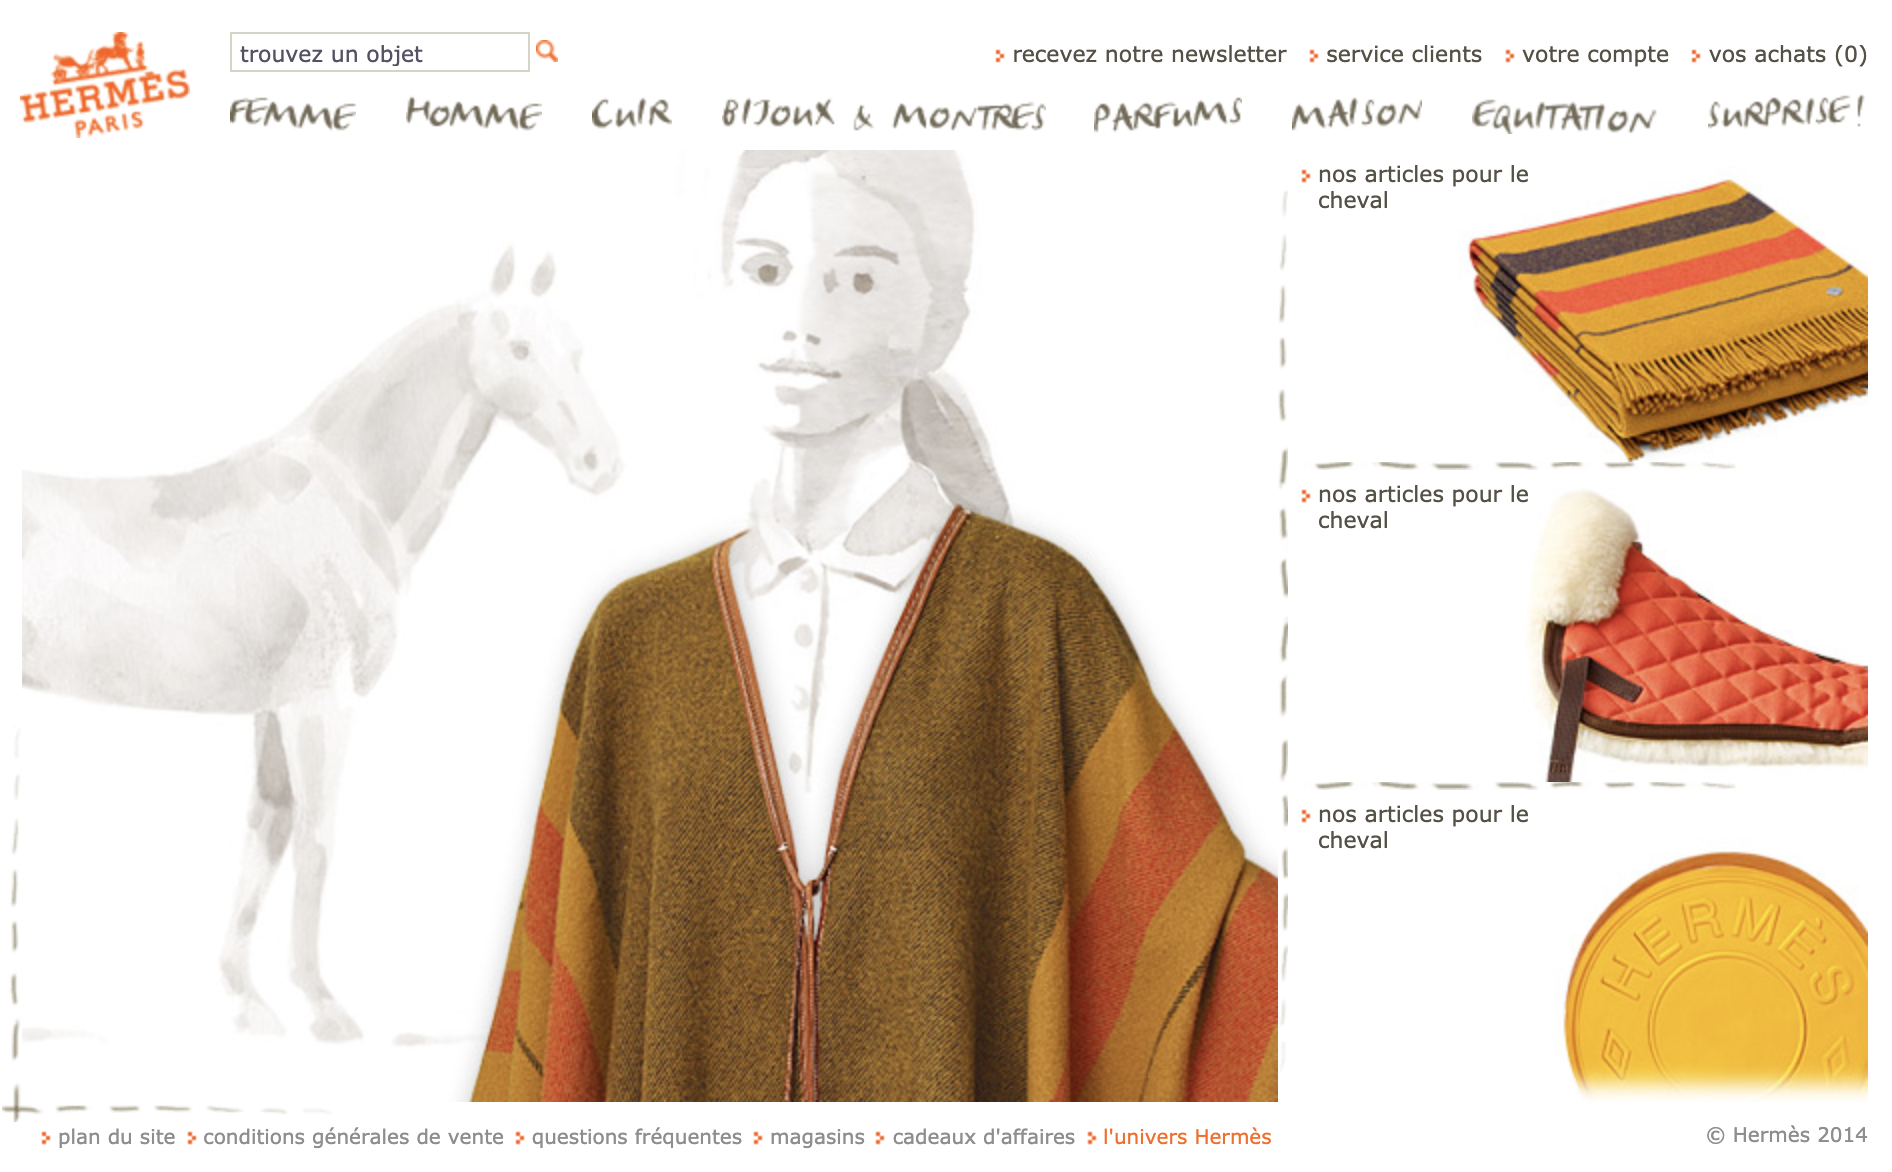 HERMÈS
PARIS
trouvez un objet
recevez notre newsletter
service clients
votre compte
vos achats (0)
FEMME
HOMME
CUIR
BIJOUX & MONTRES
PARFUMS
MAISON
EQUITATION
SURPRISE!
nos articles pour le
cheval
nos articles pour le
cheval
nos articles pour le
cheval
HERMÈS
plan du site
conditions générales de vente
questions fréquentes
magasins
cadeaux d'affaires
l'univers Hermès
© Hermès 2014